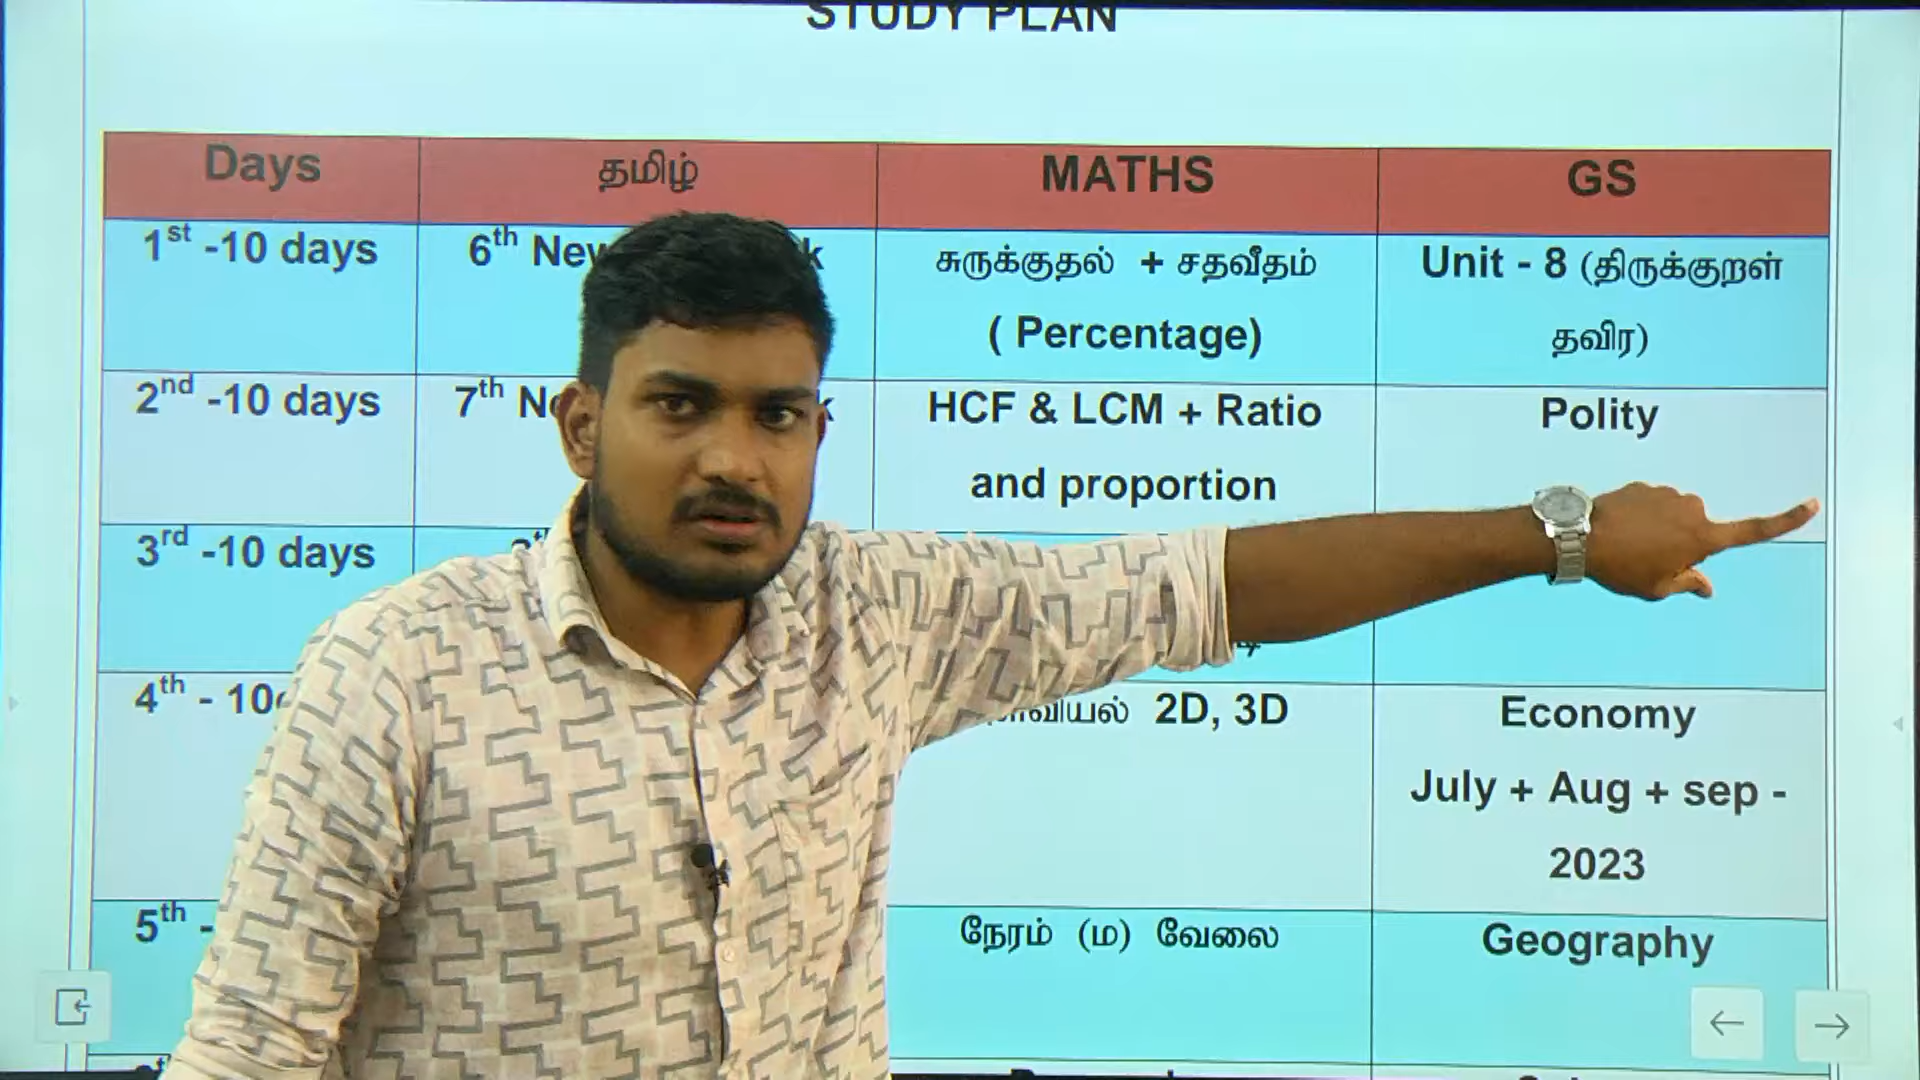 STUDY PLAN
Days
தமிழ்
MATHS
GS
1st -10 days
6th New
சுருக்குதல் + சதவீதம்
( Percentage)
Unit - 8 (திருக்குறள்
தவிர)
2nd -10 days
7th
HCF & LCM + Ratio
and proportion
Polity
3rd -10 days
4th - 10
2D, 3D
Economy
July + Aug + sep -
2023
5th -
நேரம் (ம) வேலை
Geography